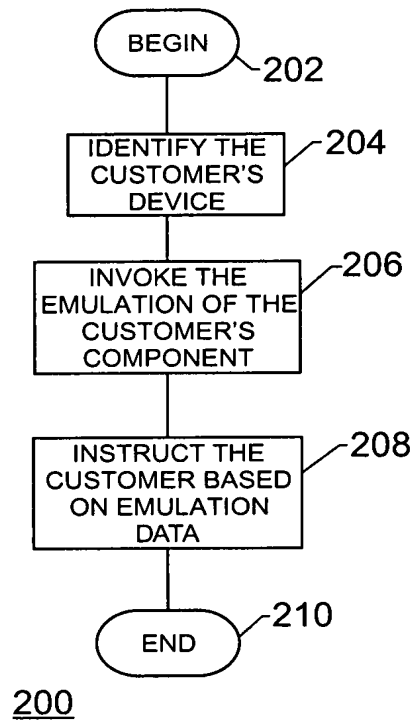 BEGIN
202
IDENTIFY THE
CUSTOMER'S
DEVICE
204
INVOKE THE
EMULATION OF THE
CUSTOMER'S
COMPONENT
206
INSTRUCT THE
CUSTOMER BASED
ON EMULATION
DATA
208
END
210
200